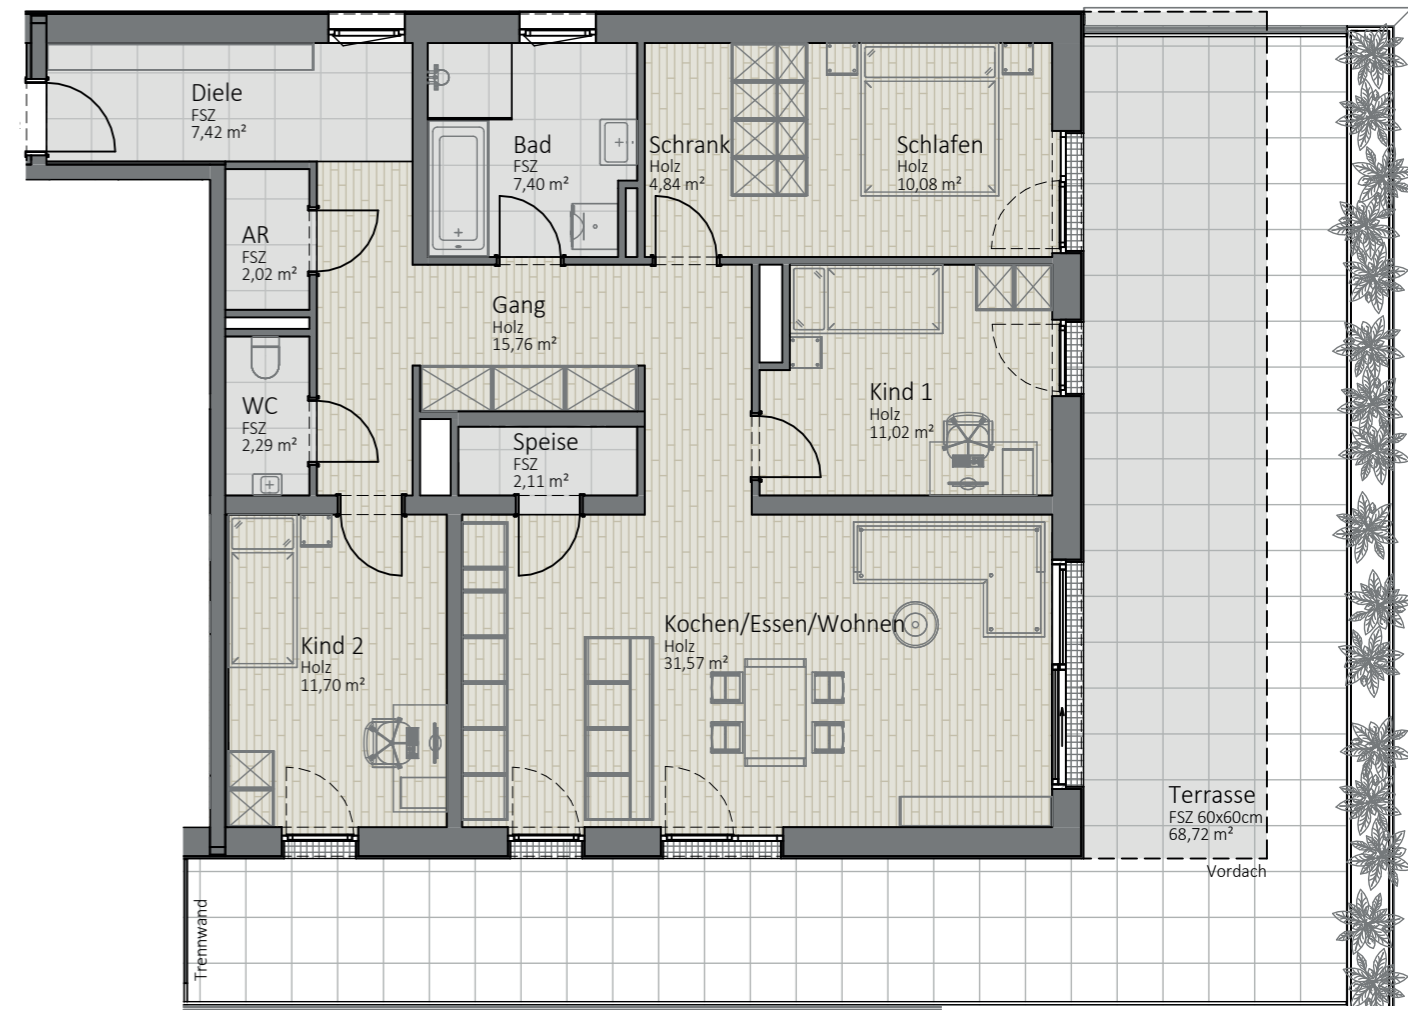 Diele
FSZ
7,42 m²
Bad
FSZ
7,40 m²
Schrank
Holz
4,84 m²
Schlafen
Holz
10,08 m²
AR
FSZ
2,02 m²
Gang
Holz
15,76 m²
WC
FSZ
2,29 m²
Speise
FSZ
2,11 m²
Kind 1
Holz
11,02 m²
Kind 2
Holz
11,70 m²
Kochen/Essen/Wohnen
Holz
31,57 m²
Terrasse
FSZ 60x60cm
68,72 m²
Vordach
Trennwand